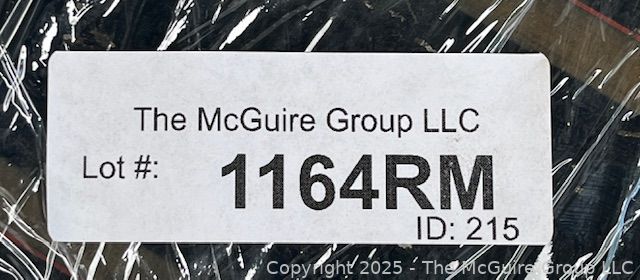 The McGuire Group LLC
Lot #: 1164RM
ID: 215
Copyright 2025 - The McGuire Group LLC